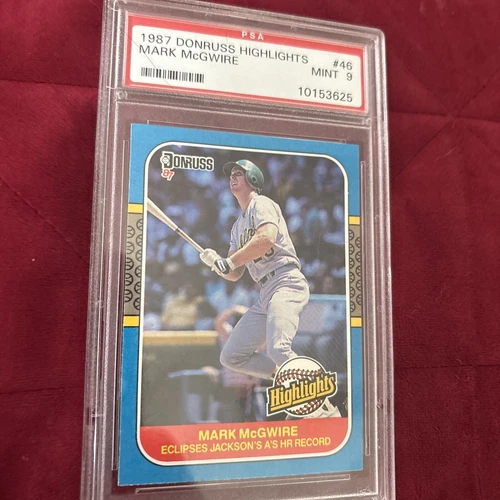 PSA
1987 DONRUSS HIGHLIGHTS #46
MARK McGWIRE MINT 9
10153625
DONRUSS
87
Highlights
MARK McGWIRE
ECLIPSES JACKSON'S A'S HR RECORD